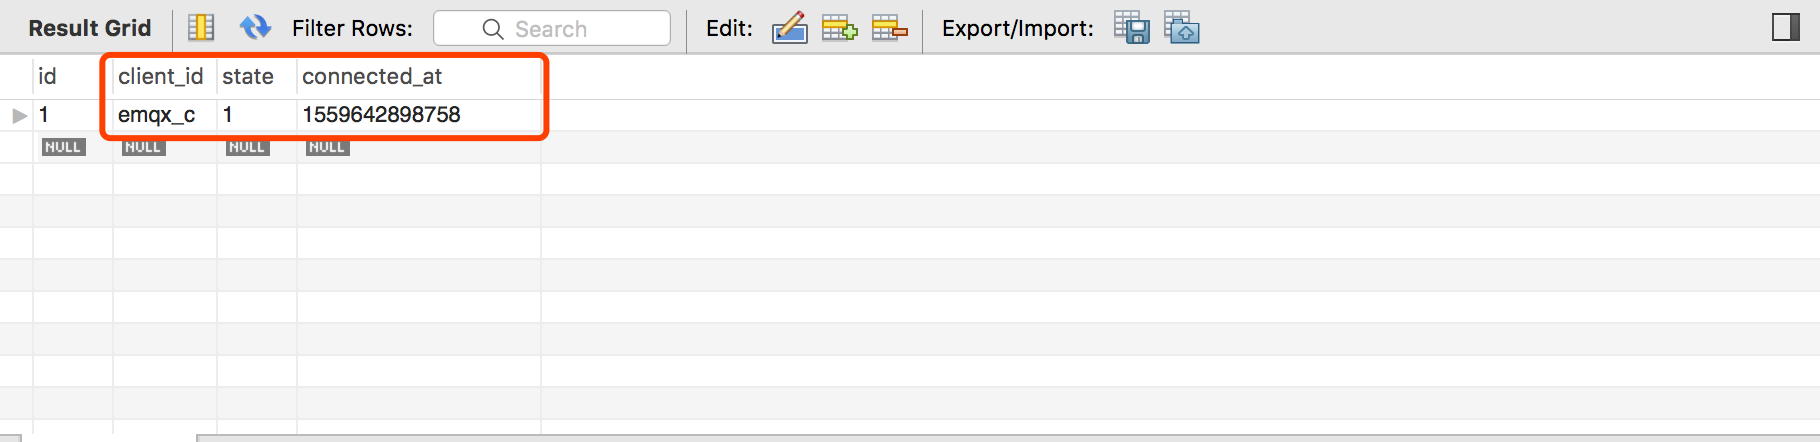 Result Grid Filter Rows: Search Edit: Export/Import:
id client_id state connected_at
1 emqx_c 1 1559642898758
NULL NULL NULL NULL